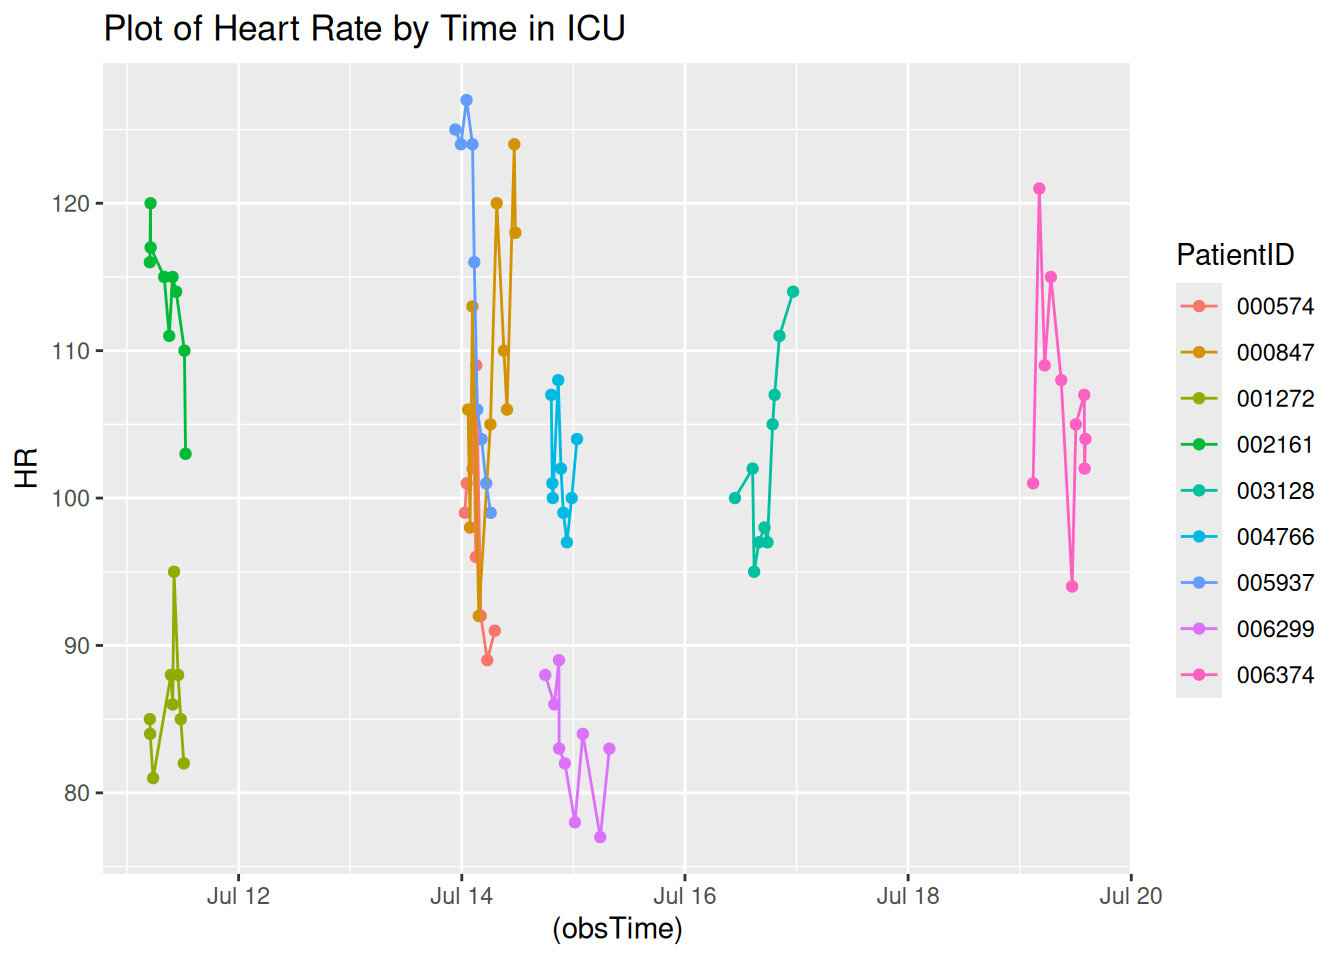 Plot of Heart Rate by Time in ICU
HR
120
110
100
90
80
Jul 12
Jul 14
Jul 16
Jul 18
Jul 20
(obsTime)
PatientID
000574
000847
001272
002161
003128
004766
005937
006299
006374